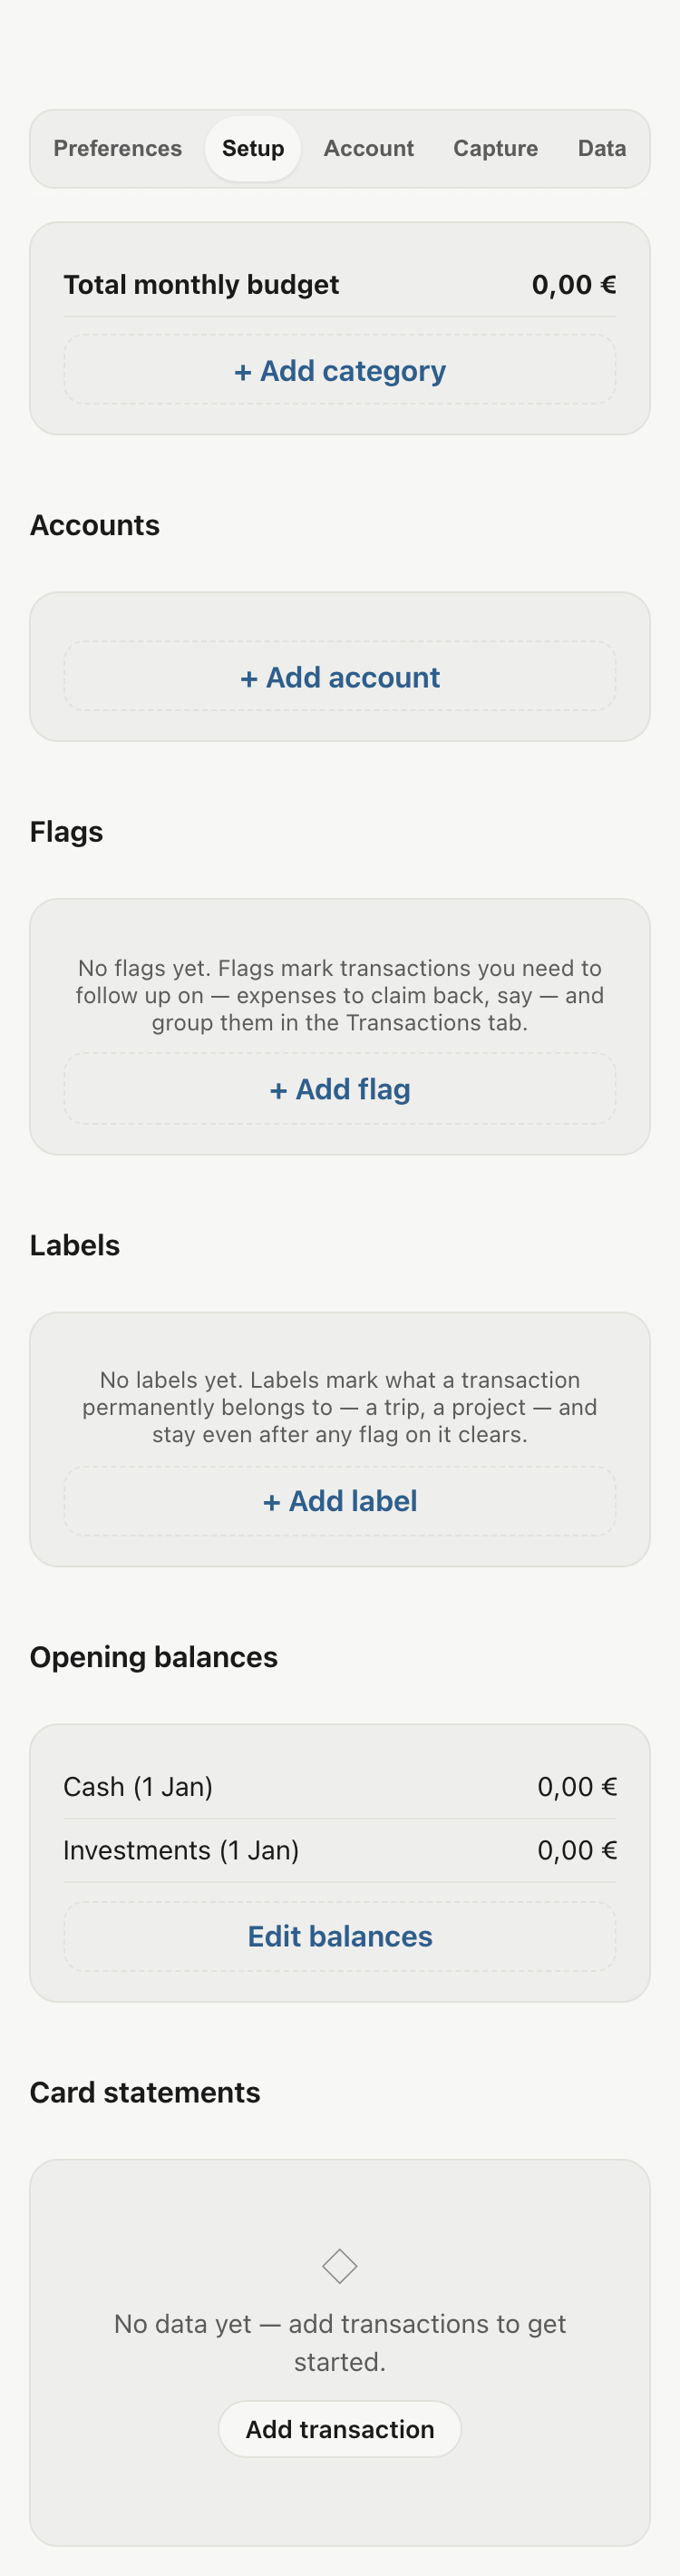 Preferences Setup Account Capture Data
Total monthly budget 0,00 €
+ Add category
Accounts
+ Add account
Flags
No flags yet. Flags mark transactions you need to
follow up on — expenses to claim back, say — and
group them in the Transactions tab.
+ Add flag
Labels
No labels yet. Labels mark what a transaction
permanently belongs to — a trip, a project — and
stay even after any flag on it clears.
+ Add label
Opening balances
Cash (1 Jan) 0,00 €
Investments (1 Jan) 0,00 €
Edit balances
Card statements
No data yet — add transactions to get
started.
Add transaction